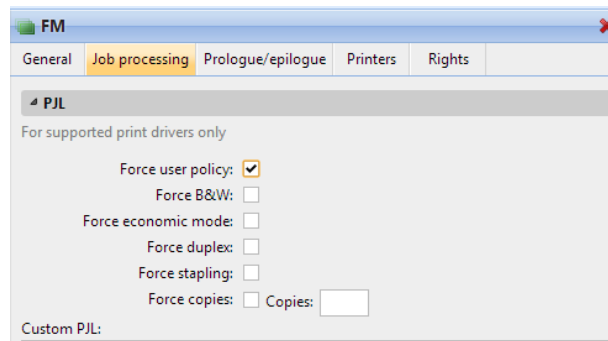 FM
General Job processing Prologue/epilogue Printers Rights
PJL
For supported print drivers only
Force user policy:
Force B&W:
Force economic mode:
Force duplex:
Force stapling:
Force copies: Copies:
Custom PJL: